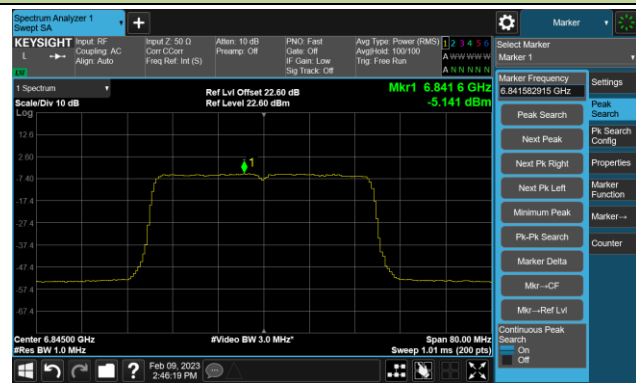 Spectrum Analyzer 1
Swept SA
Marker
KEYSIGHT
L
LV
Input: RF
Coupling: AC
Align: Auto
Input Z: 50 Ω
Corr CCorr
Freq Ref: Int (S)
Atten: 10 dB
Preamp: Off
PNO: Fast
Gate: Off
IF Gain: Low
Sig Track: Off
Avg Type: Power (RMS)
Avg|Hold: 100/100
Trig: Free Run
1 2 3 4 5 6
A W W W W W
A N N N N N
Select Marker
Marker 1
1 Spectrum
Scale/Div 10 dB
Log
Ref Lvl Offset 22.60 dB
Ref Level 22.60 dBm
Mkr1 6.841 6 GHz
-5.141 dBm
12.6
2.60
-7.40
-17.4
-27.4
-37.4
-47.4
-57.4
-67.4
1
Center 6.84500 GHz
#Res BW 1.0 MHz
#Video BW 3.0 MHz*
Span 80.00 MHz
Sweep 1.01 ms (200 pts)
Marker Frequency
6.841582915 GHz
Peak Search
Next Peak
Next Pk Right
Next Pk Left
Minimum Peak
Pk-Pk Search
Marker Delta
Mkr→CF
Mkr→Ref Lvl
Continuous Peak
Search
On
Off
Settings
Peak
Search
Pk Search
Config
Properties
Marker
Function
Marker→
Counter
?
Feb 09, 2023
2:46:19 PM